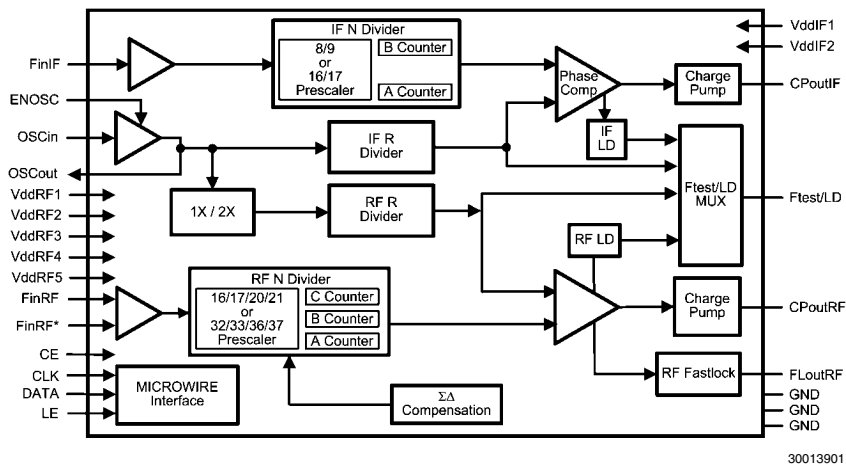 IF N Divider
8/9
or
16/17
Prescaler
B Counter
A Counter
FinIF
ENOSC
OSCin
OSCout
VddRF1
VddRF2
VddRF3
VddRF4
VddRF5
FinRF
FinRF*
CE
CLK
DATA
LE
Phase
Comp
Charge
Pump
IF
LD
IF R
Divider
1X / 2X
RF R
Divider
Ftest/LD
MUX
RF LD
RF N Divider
16/17/20/21
or
32/33/36/37
Prescaler
C Counter
B Counter
A Counter
Charge
Pump
RF Fastlock
MICROWIRE
Interface
ΣΔ
Compensation
VddIF1
VddIF2
CPoutIF
Ftest/LD
CPoutRF
FLoutRF
GND
GND
GND
30013901